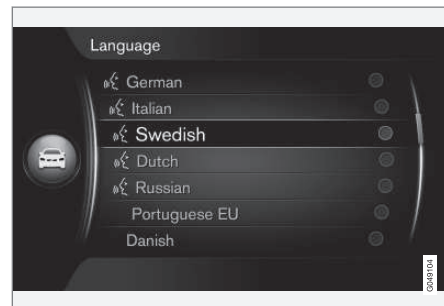 Language
German
Italian
Swedish
Dutch
Russian
Portuguese EU
Danish
G049104